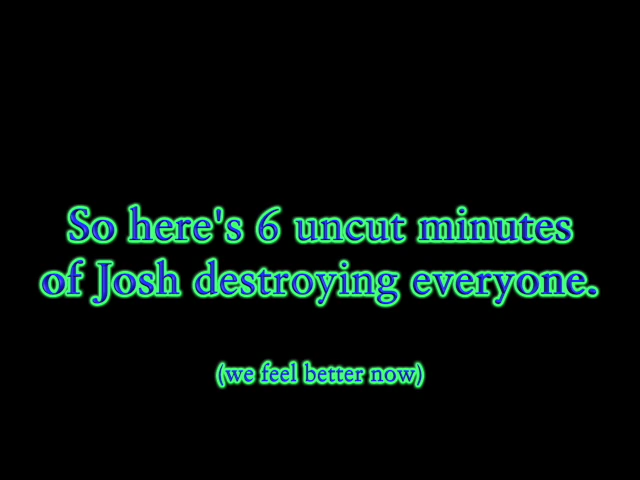 So here's 6 uncut minutes
of Josh destroying everyone.
(we feel better now)